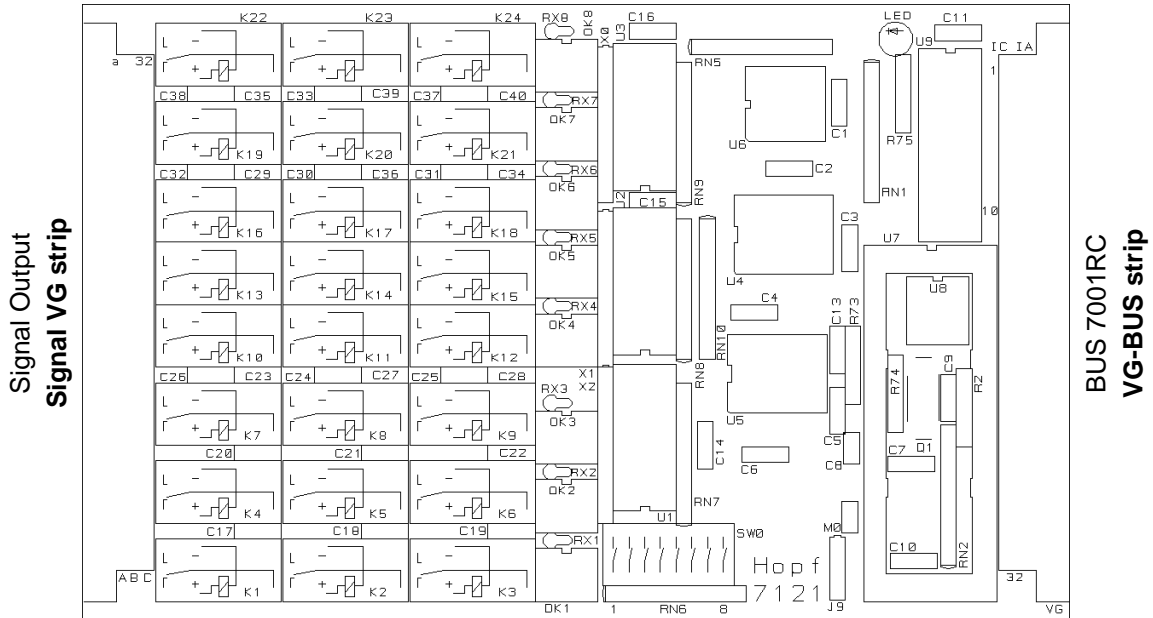 Signal Output
Signal VG strip
K22 K23 K24 RX8 OK8 U3 C16 LED C11
a 32 X0 RN5 U9 IC IA
L L L 1
C38 C35 C33 C39 C37 C40 RX7 C1
OK7 U6 R75
K19 K20 K21
C32 C29 C30 C36 C31 C34 RX6 C2
OK6 U2 C15 RN9 RN1
K16 K17 K18 10
RX5 C3 U7
OK5
K13 K14 K15 U4 U8
RX4 C4 C13 R73
OK4
K10 K11 K12 RN10
C26 C23 C24 C27 C25 C28 X1 RN8 R74 C9 R2
RX3 X2
OK3 U5
K7 K8 K9 C14 C5 Q1
C20 C21 C22 C6 C8 C7
RX2
OK2
K4 K5 K6 RN7
C17 C18 C19 U1 M0
RX1 SW0 C10 RN2
ABC Hopf 32
K1 K2 K3 7121
OK1 1 RN6 8 J9 VG
BUS 7001RC
VG-BUS strip